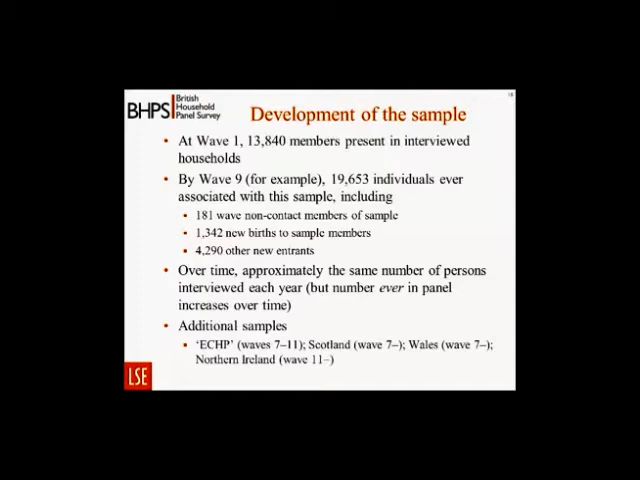 BHPS
British
Household
Panel Survey
18
Development of the sample
• At Wave 1, 13,840 members present in interviewed
households
• By Wave 9 (for example), 19,653 individuals ever
associated with this sample, including
• 181 wave non-contact members of sample
• 1,342 new births to sample members
• 4,290 other new entrants
• Over time, approximately the same number of persons
interviewed each year (but number ever in panel
increases over time)
• Additional samples
• ‘ECHP’ (waves 7–11); Scotland (wave 7–); Wales (wave 7–);
Northern Ireland (wave 11–)
LSE